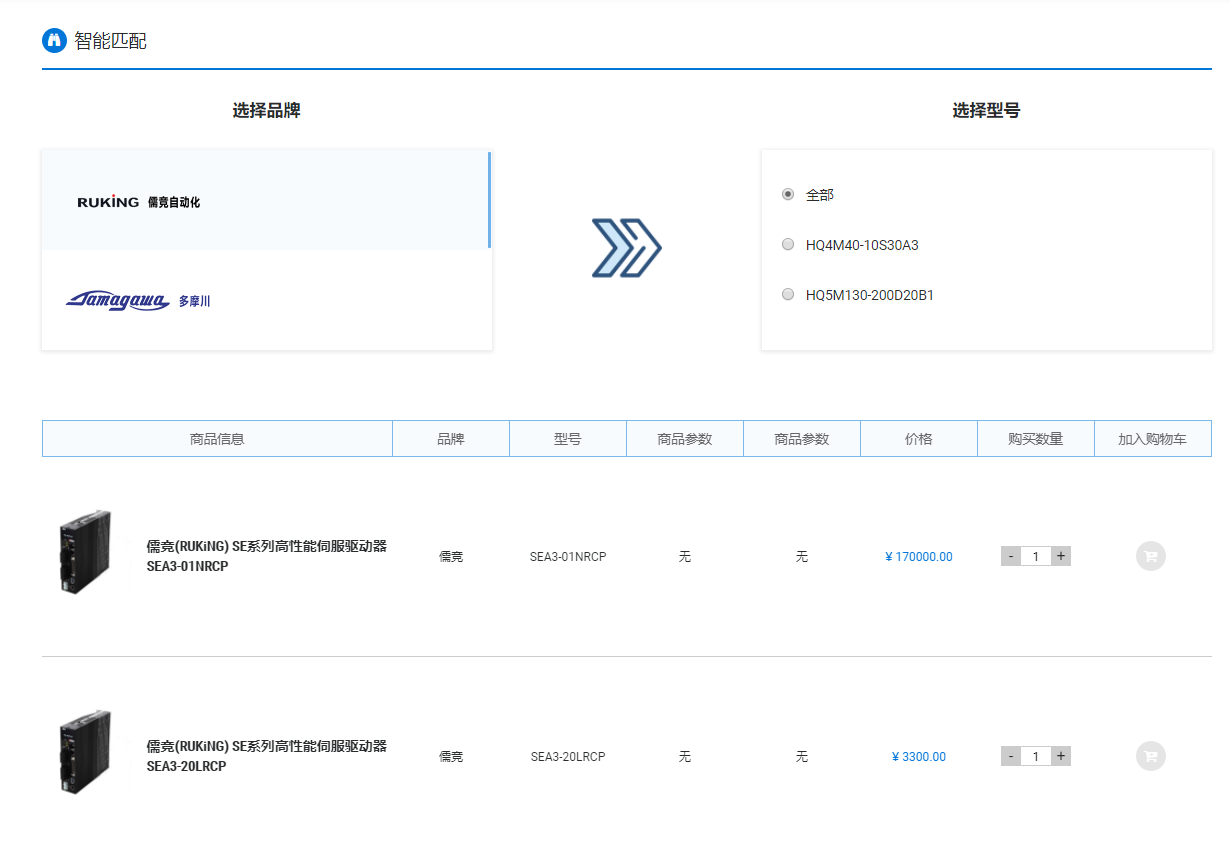 智能匹配
选择品牌
选择型号
RUKiNG 儒竞自动化
Tamagawa 多摩川
全部
HQ4M40-10S30A3
HQ5M130-200D20B1
商品信息 品牌 型号 商品参数 商品参数 价格 购买数量 加入购物车
儒竞(RUKiNG) SE系列高性能伺服驱动器
SEA3-01NRCP
儒竞 SEA3-01NRCP 无 无 ¥ 170000.00 - 1 +
儒竞(RUKiNG) SE系列高性能伺服驱动器
SEA3-20LRCP
儒竞 SEA3-20LRCP 无 无 ¥ 3300.00 - 1 +